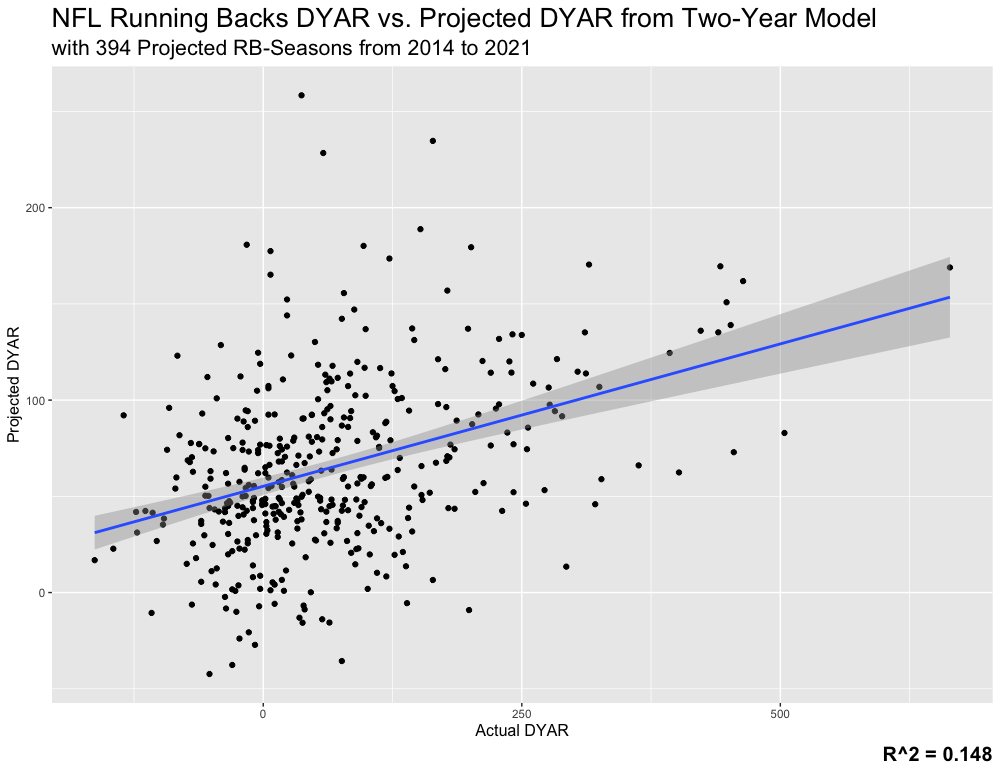 NFL Running Backs DYAR vs. Projected DYAR from Two-Year Model
with 394 Projected RB-Seasons from 2014 to 2021
Projected DYAR
200
100
0
0 250 500
Actual DYAR
R^2 = 0.148